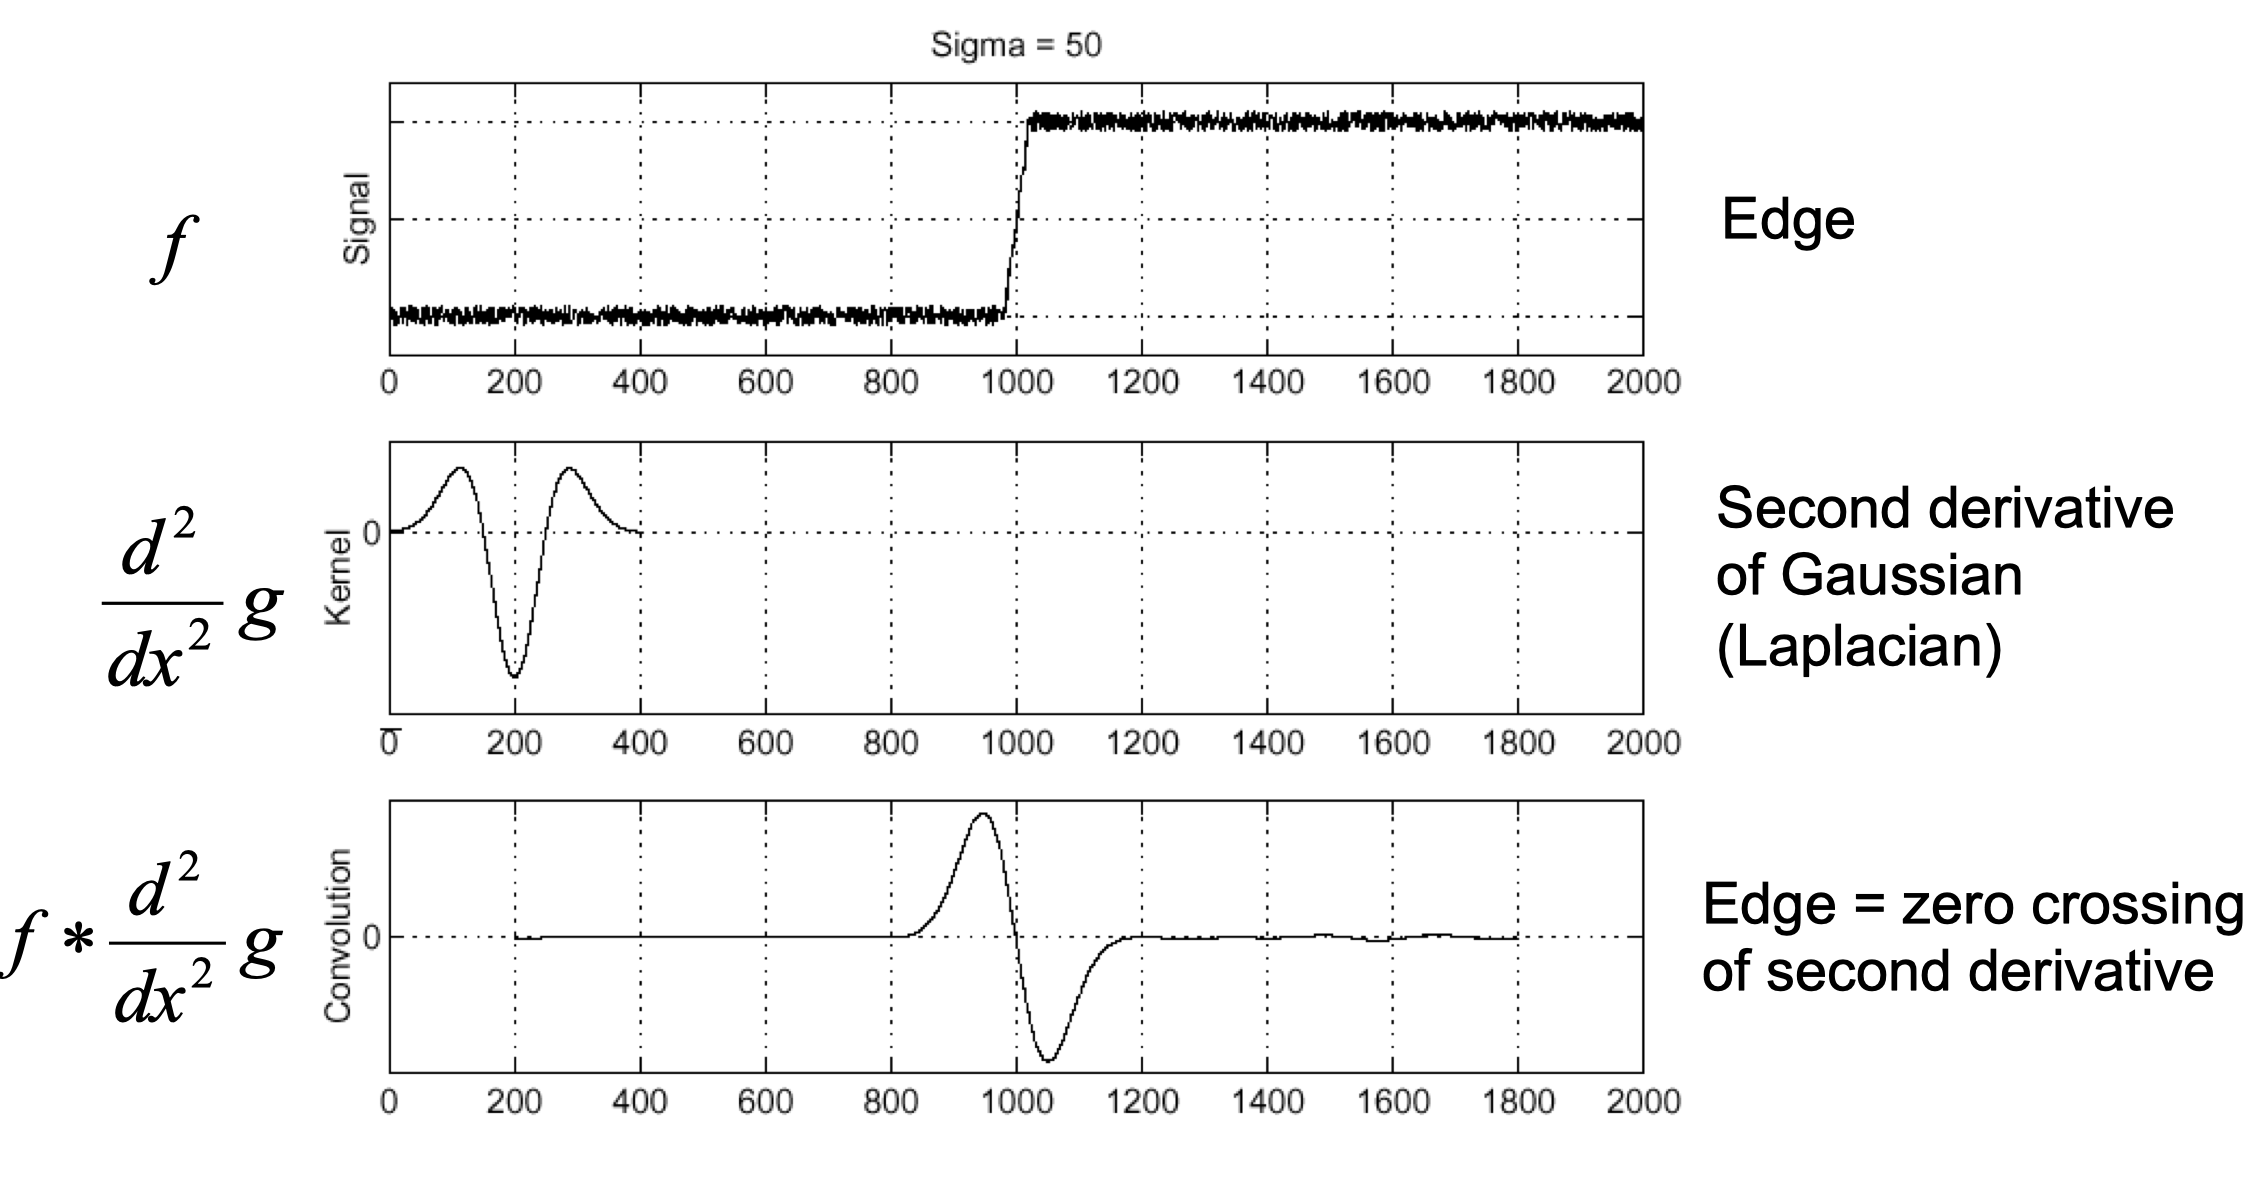 Sigma = 50
f
Signal
Edge
0 200 400 600 800 1000 1200 1400 1600 1800 2000
d²/dx² g
Kernel
0
Second derivative
of Gaussian
(Laplacian)
0 200 400 600 800 1000 1200 1400 1600 1800 2000
f * d²/dx² g
Convolution
0
Edge = zero crossing
of second derivative
0 200 400 600 800 1000 1200 1400 1600 1800 2000